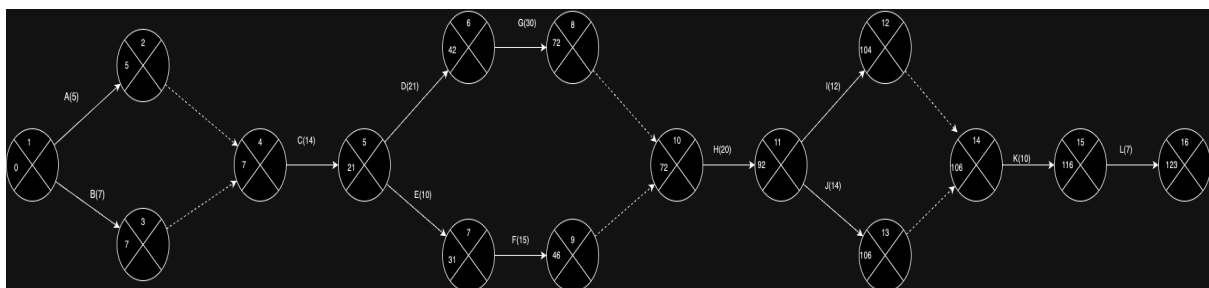 1
0
A(5)
B(7)
2
5
3
7
4
7
C(14)
5
21
D(21)
E(10)
6
42
G(30)
7
31
F(15)
8
72
9
46
10
72
H(20)
11
92
I(12)
J(14)
12
104
13
106
14
106
K(10)
15
116
L(7)
16
123